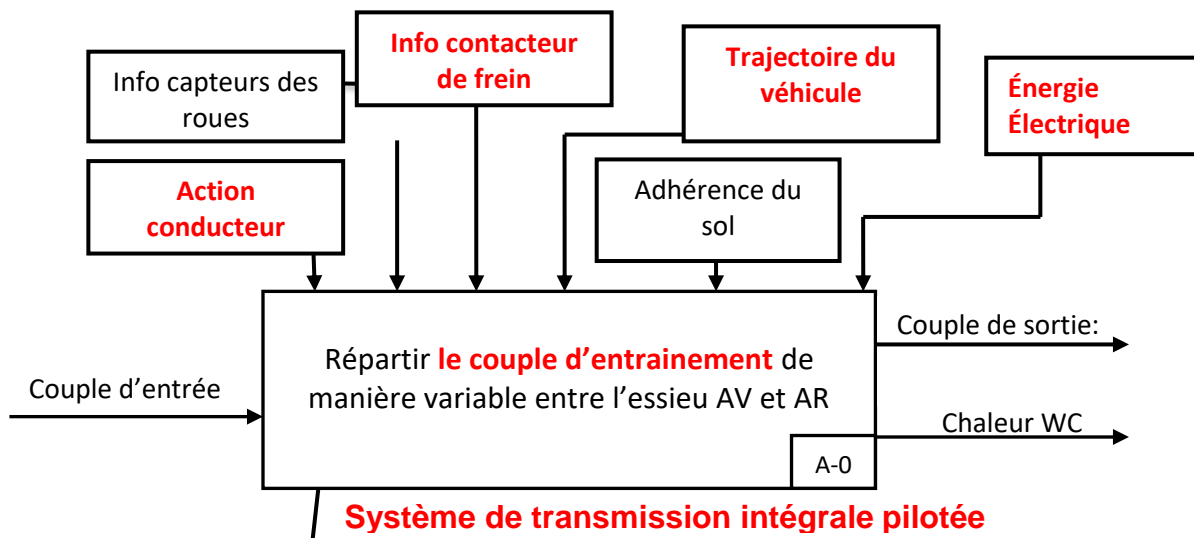 Info contacteur
de frein
Trajectoire du
véhicule
Info capteurs des
roues
Énergie
Électrique
Action
conducteur
Adhérence du
sol
Couple de sortie:
Répartir le couple d’entrainement de
manière variable entre l’essieu AV et AR
Couple d’entrée
Chaleur WC
A-0
Système de transmission intégrale pilotée